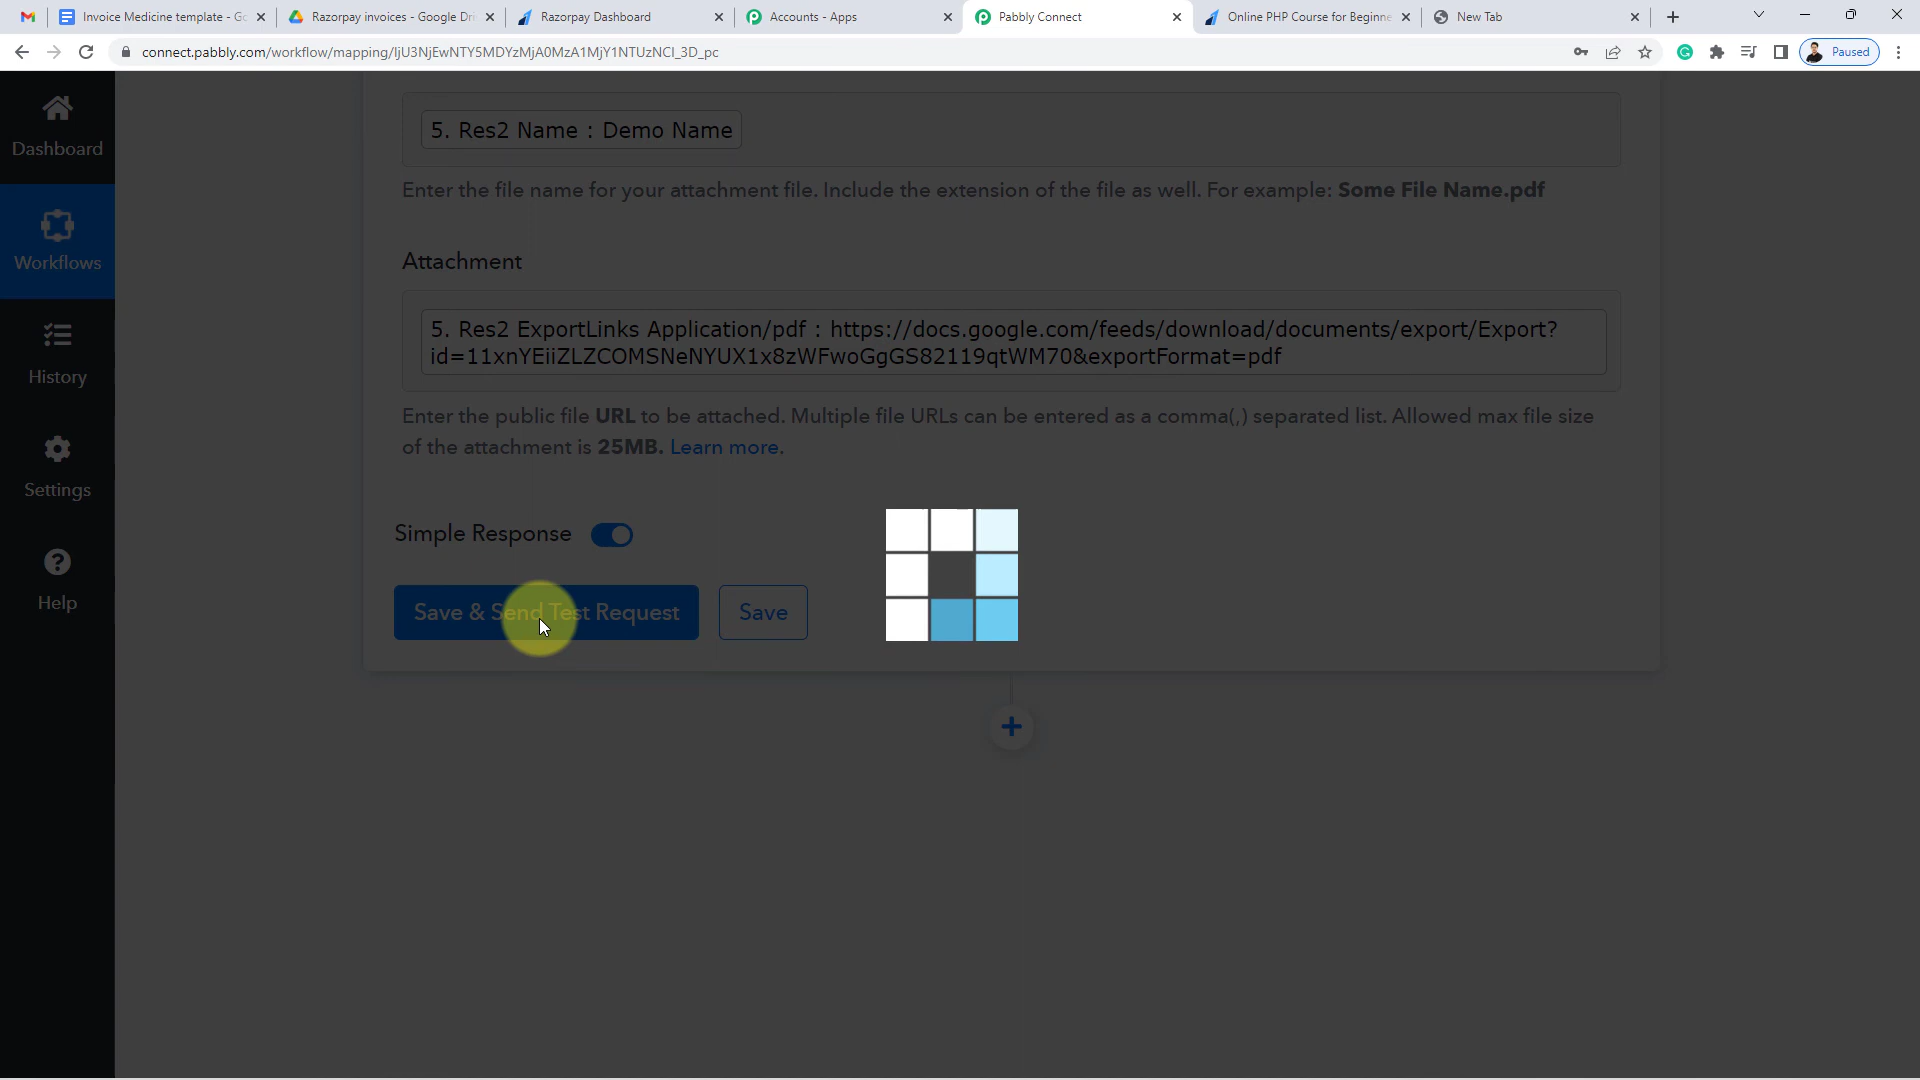 Invoice Medicine template - Gc
Razorpay invoices - Google Dri
Razorpay Dashboard
Accounts - Apps
Pabbly Connect
Online PHP Course for Beginne
New Tab
connect.pabbly.com/workflow/mapping/IjU3NjEwNTY5MDYzMjA0MzA1MjY1NTUzNCI_3D_pc
Paused
Dashboard
Workflows
History
Settings
Help
5. Res2 Name : Demo Name
Enter the file name for your attachment file. Include the extension of the file as well. For example: Some File Name.pdf
Attachment
5. Res2 ExportLinks Application/pdf : https://docs.google.com/feeds/download/documents/export/Export?
id=11xnYEiiZLZCOMSNeNYUX1x8zWFwoGgGS82119qtWM70&exportFormat=pdf
Enter the public file URL to be attached. Multiple file URLs can be entered as a comma(,) separated list. Allowed max file size
of the attachment is 25MB. Learn more.
Simple Response
Save & Send Test Request
Save